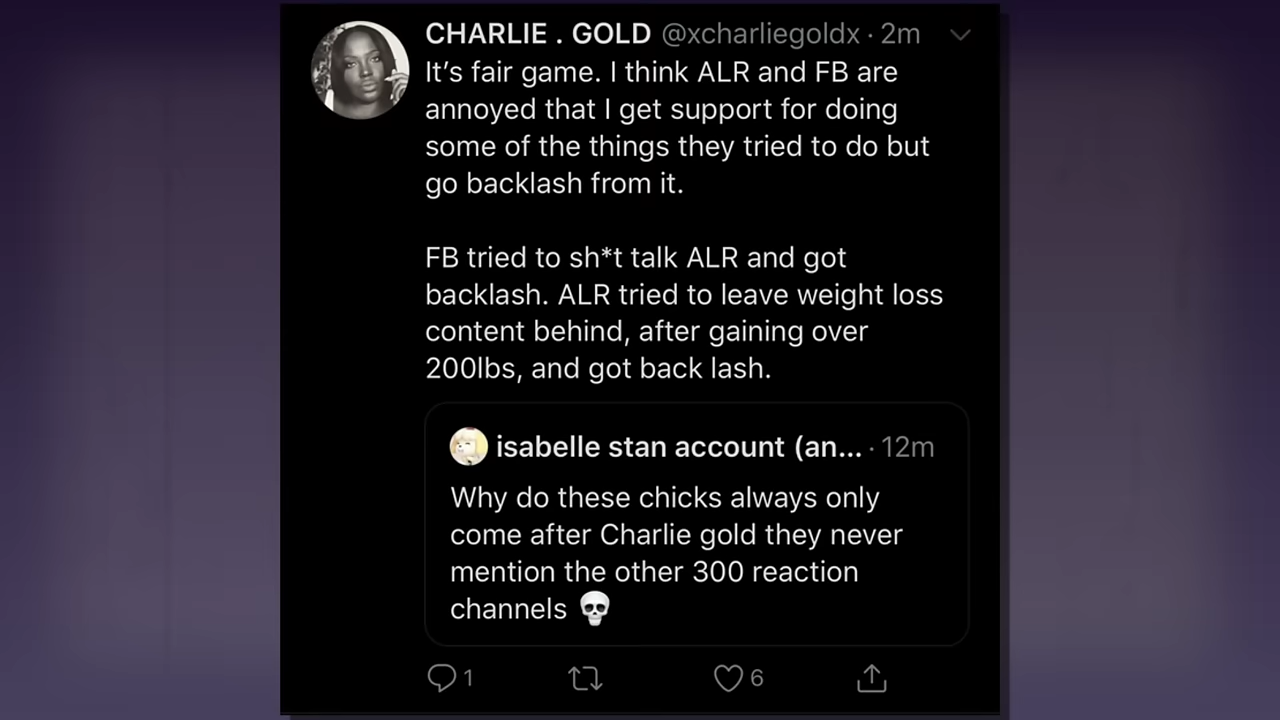 CHARLIE . GOLD @xcharliegoldx · 2m
It’s fair game. I think ALR and FB are
annoyed that I get support for doing
some of the things they tried to do but
go backlash from it.
FB tried to sh*t talk ALR and got
backlash. ALR tried to leave weight loss
content behind, after gaining over
200lbs, and got back lash.
isabelle stan account (an... · 12m
Why do these chicks always only
come after Charlie gold they never
mention the other 300 reaction
channels 💀
1 6